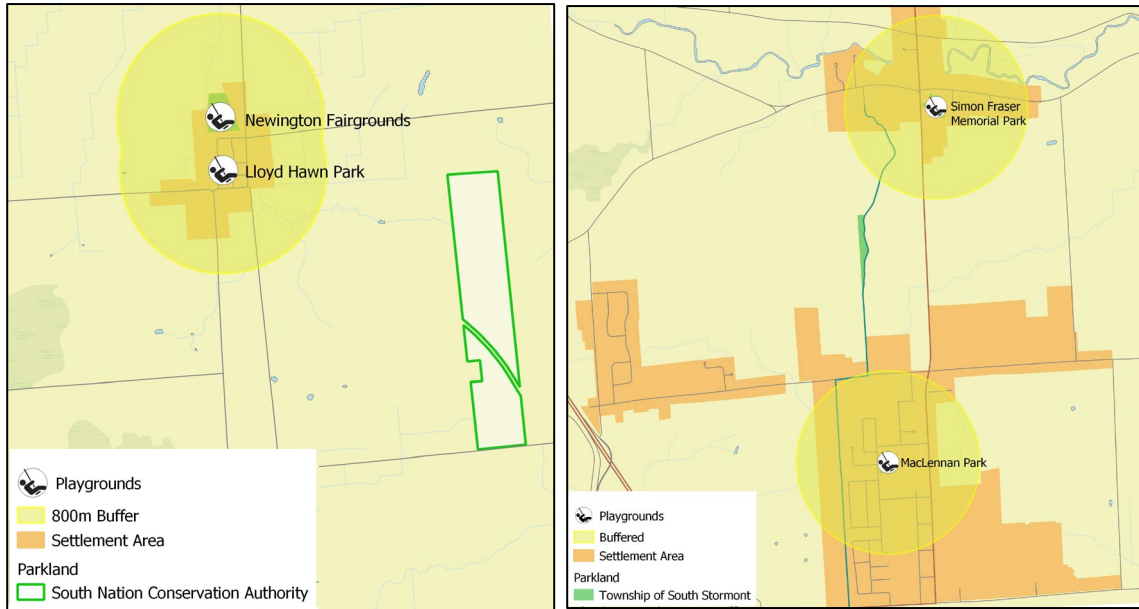 Newington Fairgrounds
Lloyd Hawn Park
Playgrounds
800m Buffer
Settlement Area
Parkland
South Nation Conservation Authority
Simon Fraser
Memorial Park
MacLennan Park
Playgrounds
Buffered
Settlement Area
Parkland
Township of South Stormont